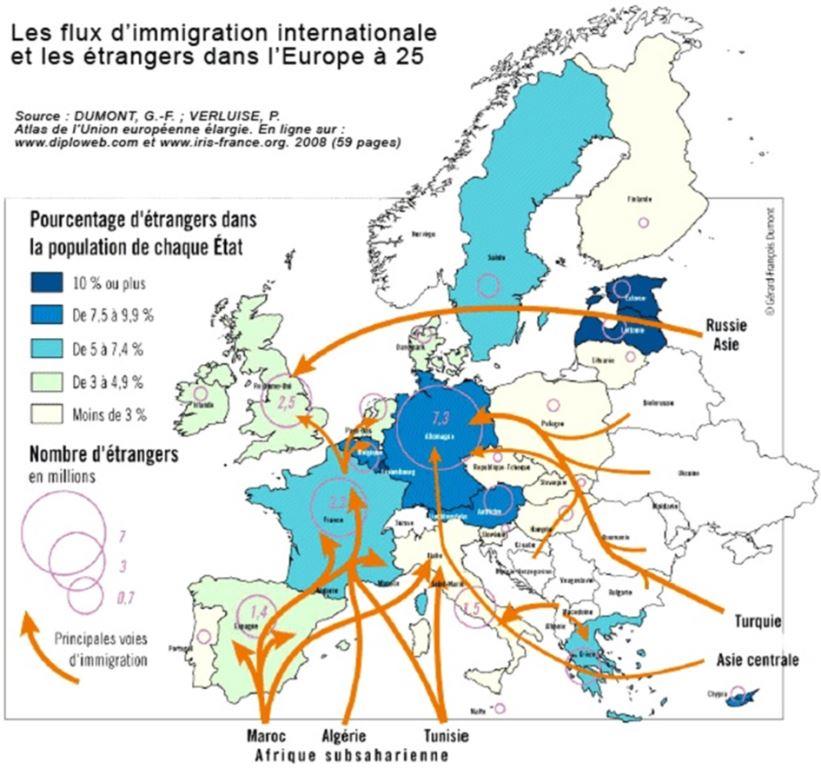 Les flux d'immigration internationale
et les étrangers dans l'Europe à 25
Source : DUMONT, G.-F. ; VERLUISE, P.
Atlas de l'Union européenne élargie. En ligne sur :
www.diploweb.com et www.iris-france.org. 2008 (59 pages)
Pourcentage d'étrangers dans
la population de chaque État
10 % ou plus
De 7,5 à 9,9 %
De 5 à 7,4 %
De 3 à 4,9 %
Moins de 3 %
Nombre d'étrangers
en millions
7
3
0,7
Principales voies
d'immigration
© Gérard-François Dumont
Finlande
Norvège
Suède
Estonie
Lettonie
Lituanie
Russie
Asie
Danemark
Irlande
Royaume-Uni
2,5
Pays-Bas
Belgique
Luxembourg
7,3
Allemagne
Pologne
Biélorussie
Ukraine
République Tchèque
Slovaquie
Autriche
Liechtenstein
Hongrie
Moldavie
Roumanie
France
Suisse
Slovénie
Croatie
Bosnie-Herzégovine
Yougoslavie
Bulgarie
Italie
Saint-Marin
Monaco
Andorre
1,4
Espagne
Portugal
1,5
Macédoine
Albanie
Grèce
Turquie
Asie centrale
Chypre
Malte
Maroc
Algérie
Tunisie
Afrique subsaharienne